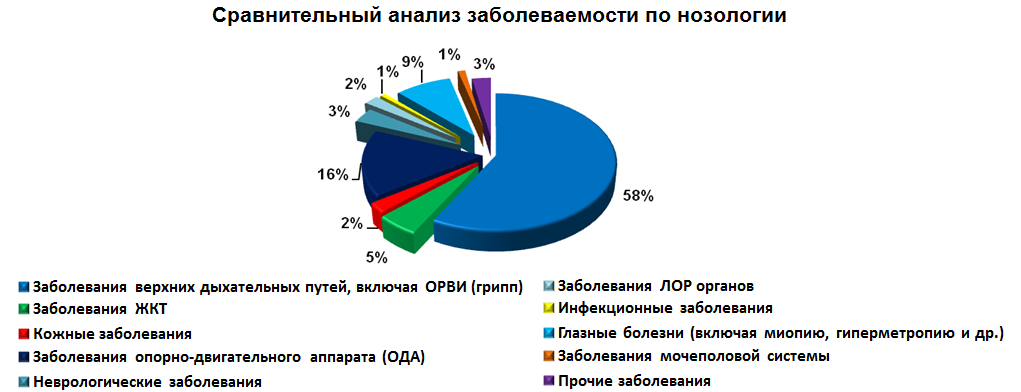 Сравнительный анализ заболеваемости по нозологии
1%
3%
9%
1%
2%
3%
16%
58%
2%
5%
Заболевания верхних дыхательных путей, включая ОРВИ (грипп)
Заболевания ЖКТ
Кожные заболевания
Заболевания опорно-двигательного аппарата (ОДА)
Неврологические заболевания
Заболевания ЛОР органов
Инфекционные заболевания
Глазные болезни (включая миопию, гиперметропию и др.)
Заболевания мочеполовой системы
Прочие заболевания